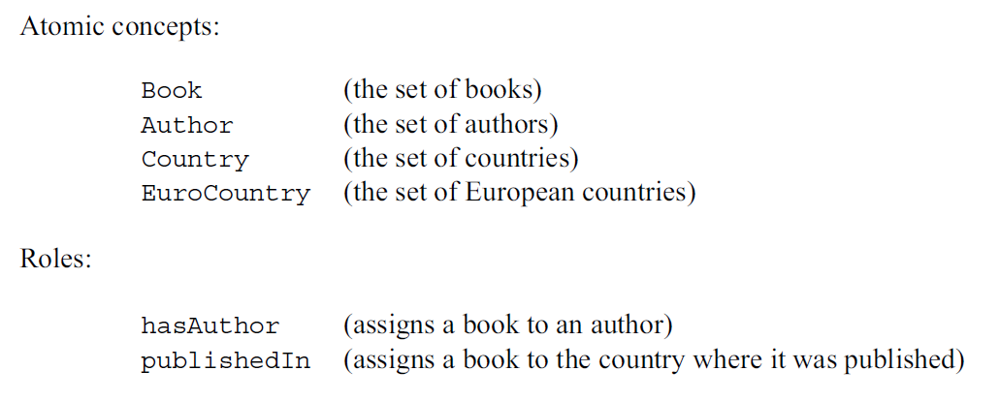 Atomic concepts:
Book (the set of books)
Author (the set of authors)
Country (the set of countries)
EuroCountry (the set of European countries)
Roles:
hasAuthor (assigns a book to an author)
publishedIn (assigns a book to the country where it was published)